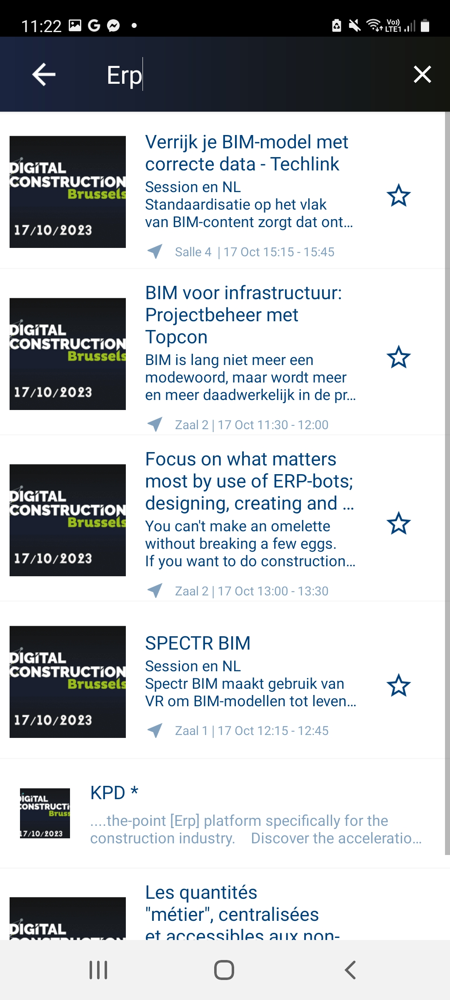 11:22
Vo))
LTE1
Erp
DIGITAL
CONSTRUCTION
Brussels
17/10/2023
Verrijk je BIM-model met
correcte data - Techlink
Session en NL
Standaardisatie op het vlak
van BIM-content zorgt dat ont...
Salle 4 | 17 Oct 15:15 - 15:45
DIGITAL
CONSTRUCTION
Brussels
17/10/2023
BIM voor infrastructuur:
Projectbeheer met
Topcon
BIM is lang niet meer een
modewoord, maar wordt meer
en meer daadwerkelijk in de pr...
Zaal 2 | 17 Oct 11:30 - 12:00
DIGITAL
CONSTRUCTION
Brussels
17/10/2023
Focus on what matters
most by use of ERP-bots;
designing, creating and ...
You can't make an omelette
without breaking a few eggs.
If you want to do construction...
Zaal 2 | 17 Oct 13:00 - 13:30
DIGITAL
CONSTRUCTION
Brussels
17/10/2023
SPECTR BIM
Session en NL
Spectr BIM maakt gebruik van
VR om BIM-modellen tot leven...
Zaal 1 | 17 Oct 12:15 - 12:45
IGITAL
CONSTRUCTI
Bruss
17/10/2023
KPD *
....the-point [Erp] platform specifically for the
construction industry. Discover the acceleratio...
DIGITAL
CONSTRUCTION
Les quantités
"métier", centralisées
et accessibles aux non-